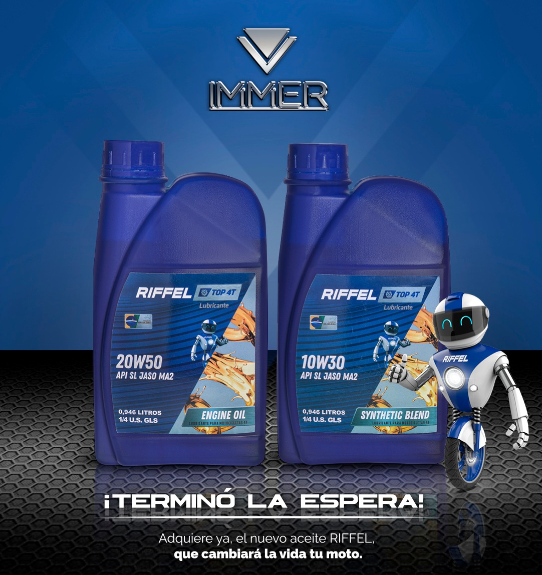 IMMER
RIFFEL TOP 4T
Lubricante
20W50
API SL JASO MA2
0,946 LITROS
1/4 U.S. GLS
ENGINE OIL
RIFFEL TOP 4T
Lubricante
10W30
API SL JASO MA2
0,946 LITROS
1/4 U.S. GLS
SYNTHETIC BLEND
RIFFEL
¡TERMINÓ LA ESPERA!
Adquiere ya, el nuevo aceite RIFFEL,
que cambiará la vida tu moto.